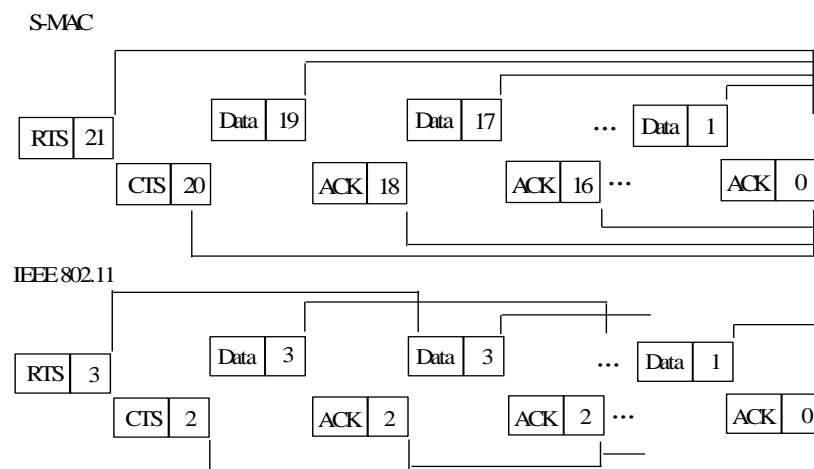 S-MAC
Data 19 Data 17
RTS 21 ... Data 1
CTS 20 ACK 18 ACK 16 ... ACK 0
IEEE 802.11
Data 3 Data 3 ... Data 1
RTS 3
CTS 2 ACK 2 ACK 2 ... ACK 0